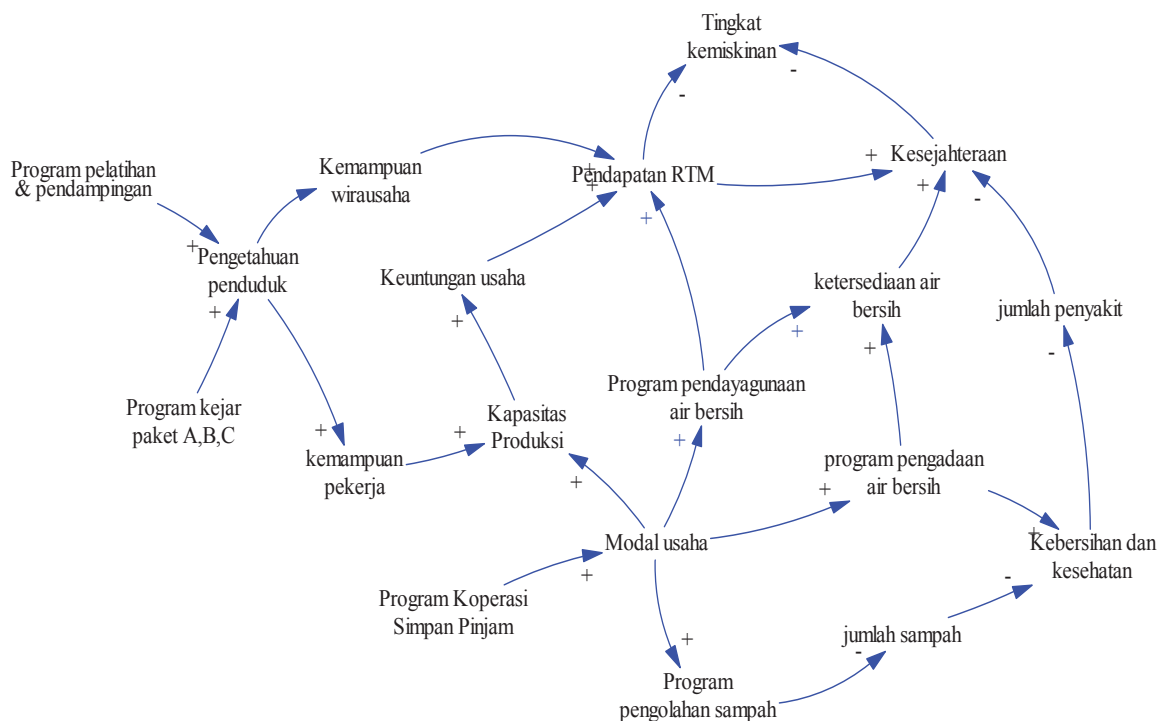 Tingkat
kemiskinan
-
-
Program pelatihan
& pendampingan
Kemampuan
wirausaha
+
+
Pendapatan RTM
+
Kesejahteraan
+
-
+
Pengetahuan
penduduk
+
+
Keuntungan usaha
+
ketersediaan air
bersih
+
+
jumlah penyakit
-
Program kejar
paket A,B,C
+
kemampuan
pekerja
+
Kapasitas
Produksi
+
Program pendayagunaan
air bersih
+
program pengadaan
air bersih
+
Modal usaha
+
+
Kebersihan dan
kesehatan
-
Program Koperasi
Simpan Pinjam
+
Program
pengolahan sampah
jumlah sampah
-